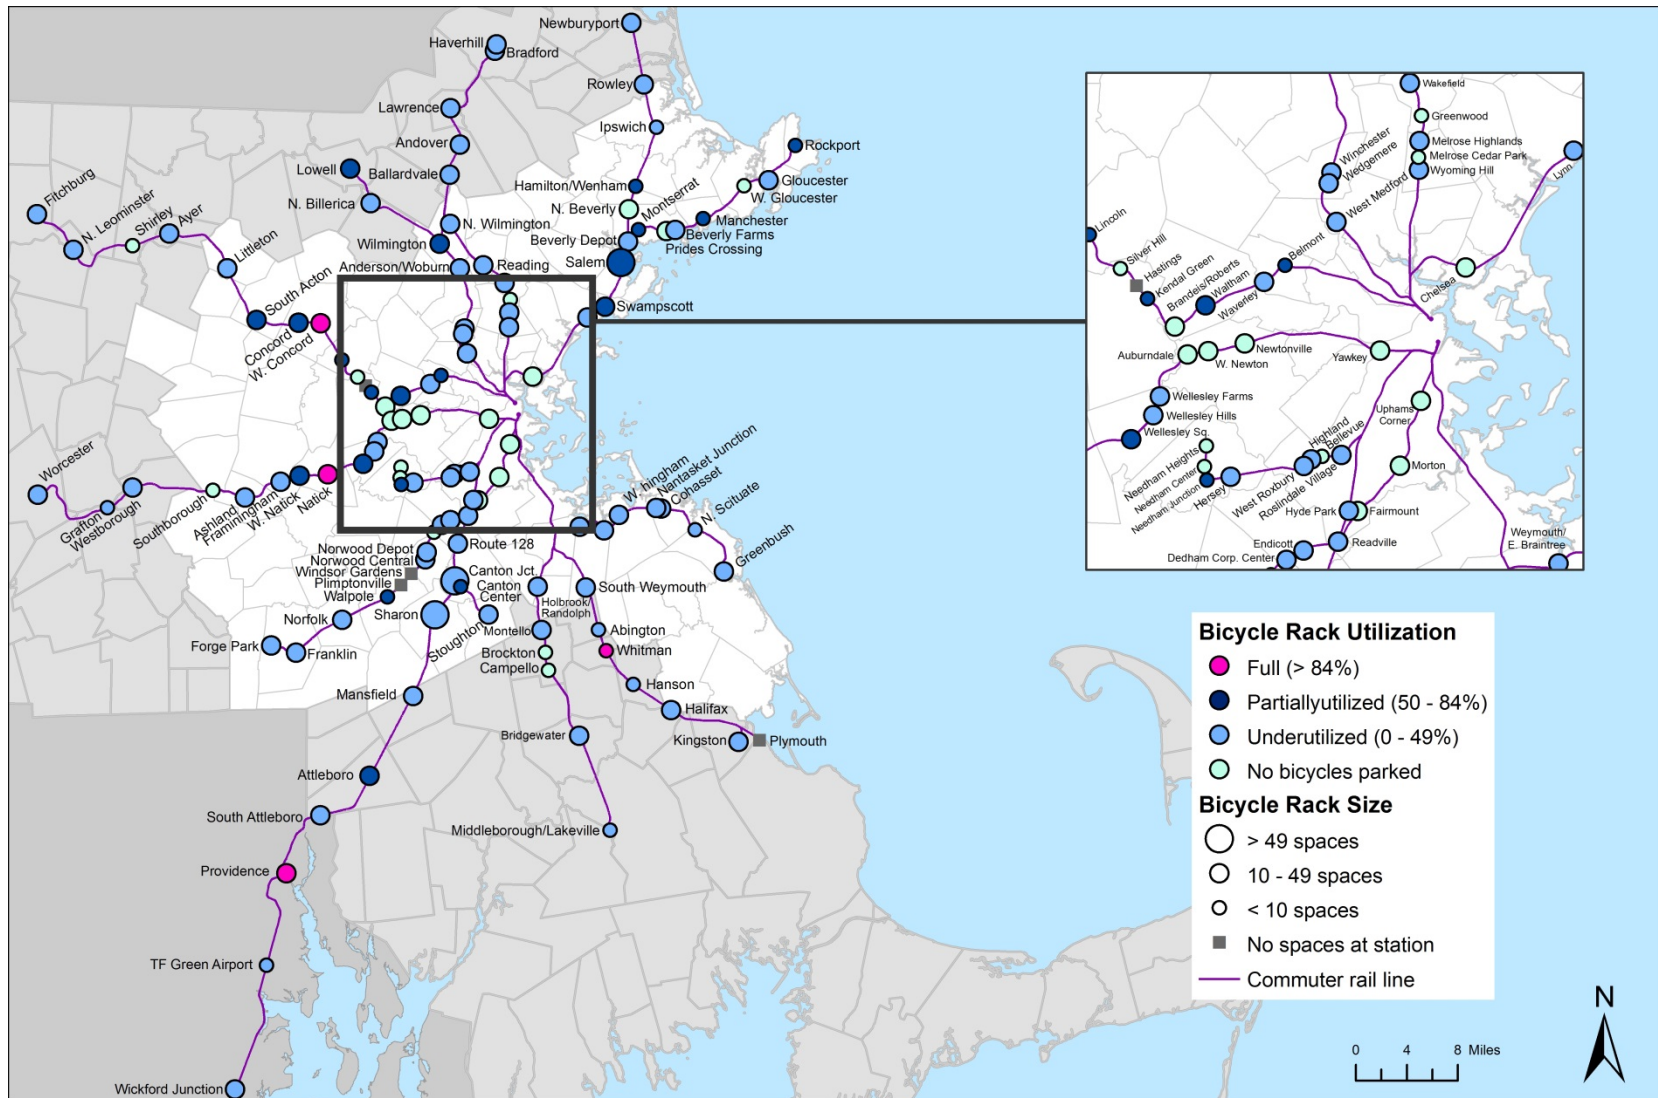 Newburyport
Haverhill
Bradford
Rowley
Lawrence
Ipswich
Andover
Rockport
Lowell
Ballardvale
Hamilton/Wenham
Montserrat
Gloucester
W. Gloucester
Fitchburg
N. Leominster
Shirley
Ayer
N. Billerica
N. Beverly
Manchester
N. Wilmington
Beverly Farms
Wilmington
Beverly Depot
Prides Crossing
Littleton
Anderson/Woburn
Reading
Salem
South Acton
Swampscott
Concord
W. Concord
Worcester
Grafton
Westborough
Southborough
Ashland
Framiningham
W. Natick
Natick
W. hingham
Nantasket Junction
Cohasset
N. Scituate
Greenbush
Norwood Depot
Route 128
Norwood Central
Windsor Gardens
Canton Jct.
Plimptonville
Canton
Center
Walpole
South Weymouth
Holbrook/
Randolph
Sharon
Norfolk
Stoughton
Montello
Abington
Forge Park
Franklin
Brockton
Whitman
Campello
Hanson
Mansfield
Halifax
Bridgewater
Kingston
Plymouth
Attleboro
South Attleboro
Middleborough/Lakeville
Providence
TF Green Airport
Wickford Junction
Wakefield
Greenwood
Melrose Highlands
Melrose Cedar Park
Wyoming Hill
Winchester
Wedgemere
West Medford
Lynn
Lincoln
Silver Hill
Hastings
Kendal Green
Brandeis/Roberts
Waltham
Waverley
Belmont
Chelsea
Auburndale
W. Newton
Newtonville
Yawkey
Wellesley Farms
Wellesley Hills
Wellesley Sq.
Uphams
Corner
Needham Heights
Needham Center
Needham Junction
Hersey
West Roxbury
Highland
Bellevue
Roslindale Village
Morton
Hyde Park
Fairmount
Endicott
Readville
Dedham Corp. Center
Weymouth/
E. Braintree
Bicycle Rack Utilization
Full (> 84%)
Partiallyutilized (50 - 84%)
Underutilized (0 - 49%)
No bicycles parked
Bicycle Rack Size
> 49 spaces
10 - 49 spaces
< 10 spaces
No spaces at station
Commuter rail line
N
0 4 8 Miles